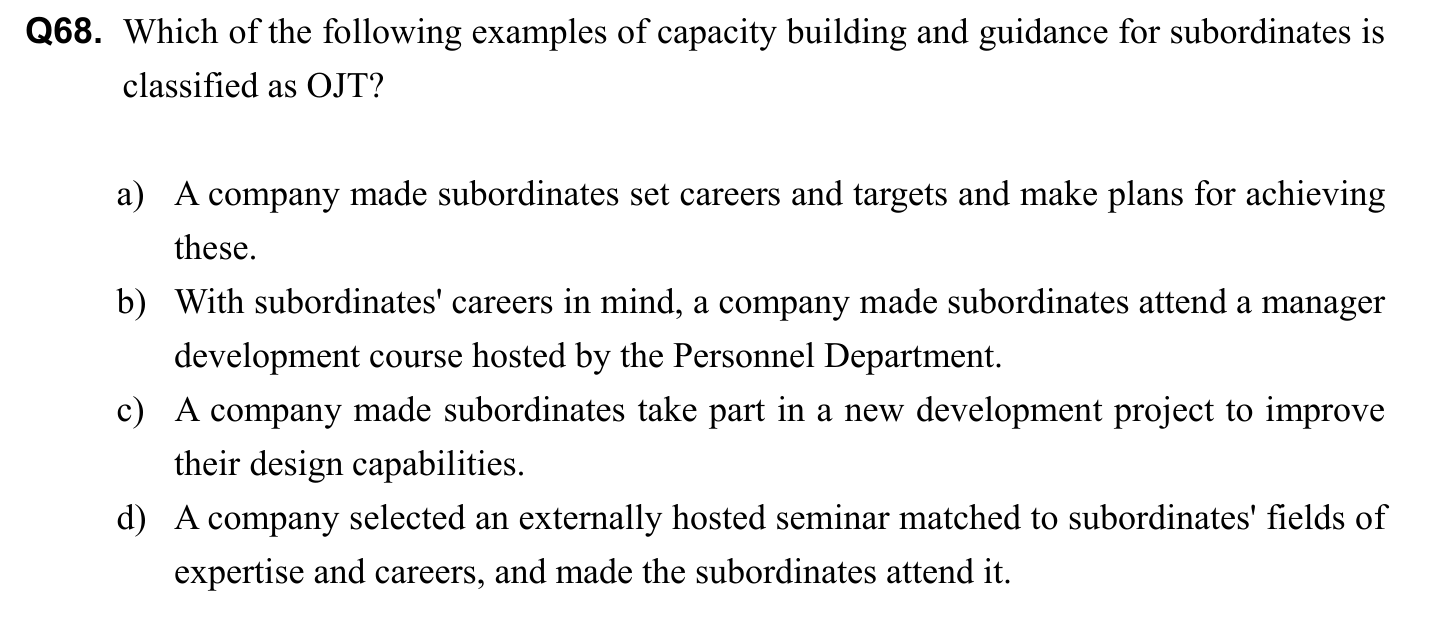 Q68. Which of the following examples of capacity building and guidance for subordinates is
classified as OJT?
a) A company made subordinates set careers and targets and make plans for achieving
these.
b) With subordinates' careers in mind, a company made subordinates attend a manager
development course hosted by the Personnel Department.
c) A company made subordinates take part in a new development project to improve
their design capabilities.
d) A company selected an externally hosted seminar matched to subordinates' fields of
expertise and careers, and made the subordinates attend it.